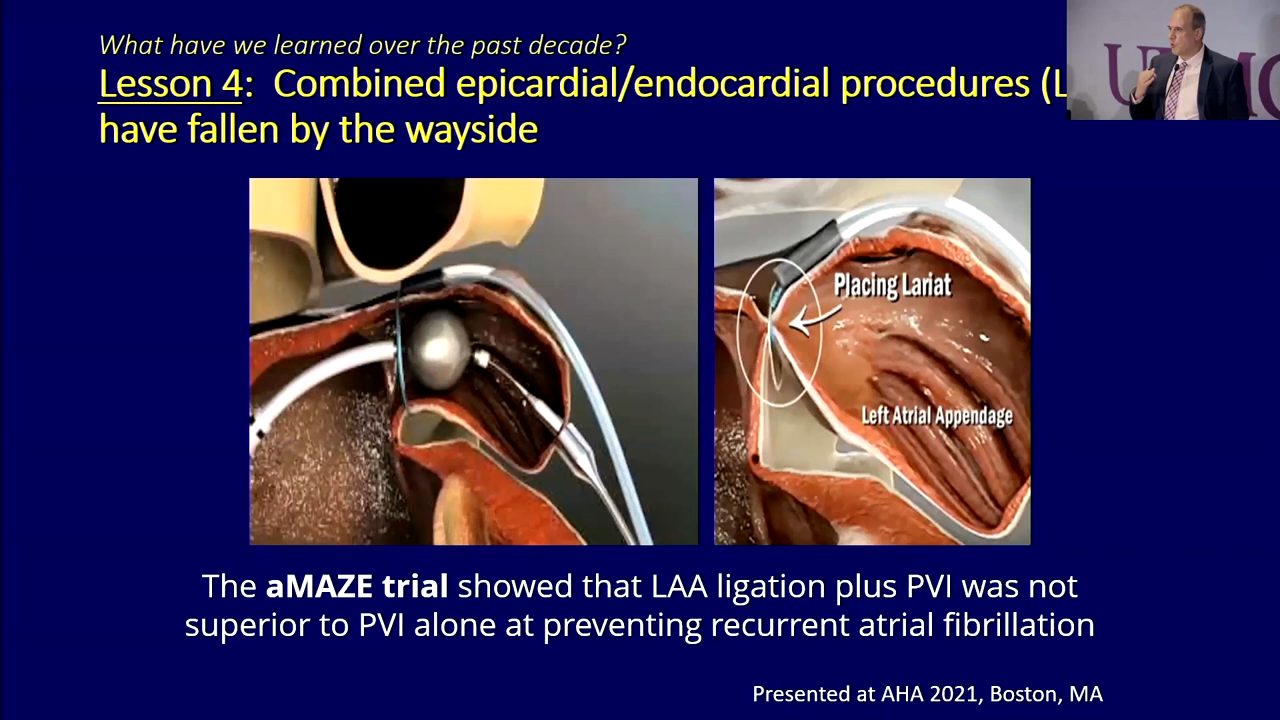 What have we learned over the past decade?
Lesson 4: Combined epicardial/endocardial procedures (L
have fallen by the wayside
Placing Lariat
Left Atrial Appendage
The aMAZE trial showed that LAA ligation plus PVI was not
superior to PVI alone at preventing recurrent atrial fibrillation
Presented at AHA 2021, Boston, MA